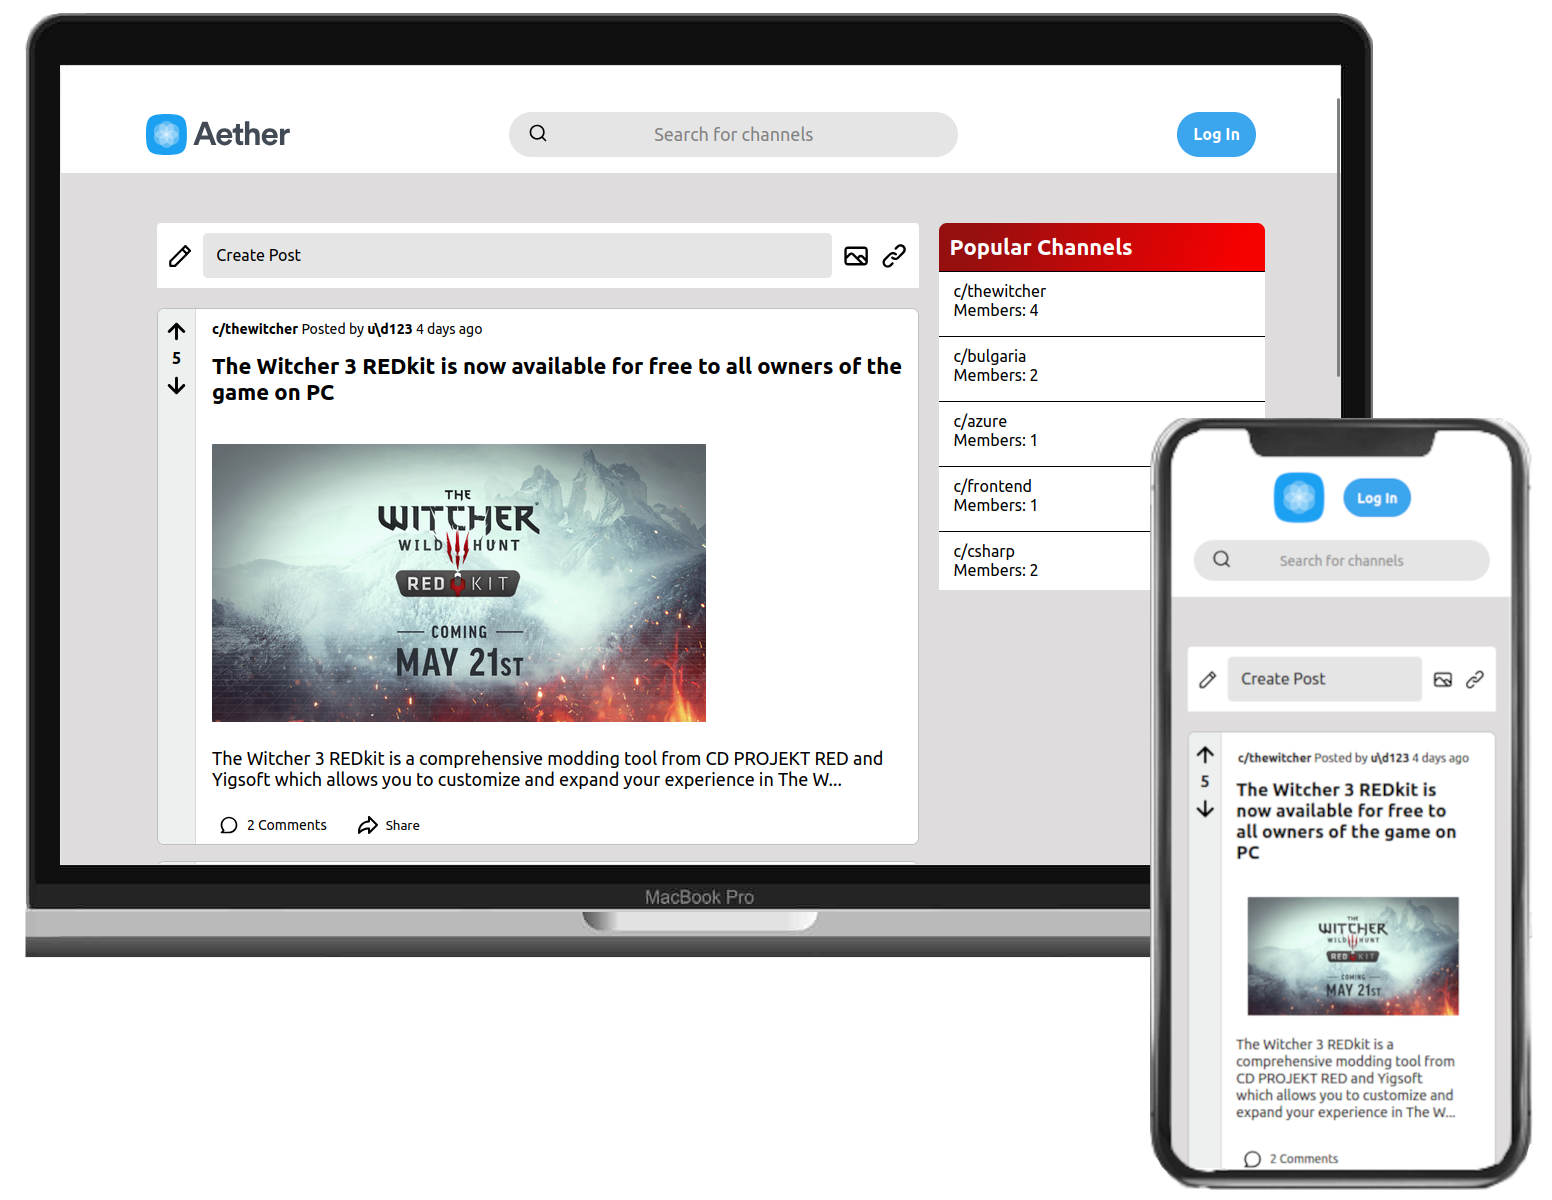 Aether
Search for channels
Log In
Create Post
c/thewitcher Posted by u\d123 4 days ago
5
The Witcher 3 REDkit is now available for free to all owners of the
game on PC
THE
WITCHER
WILD HUNT
RED KIT
COMING
MAY 21ST
The Witcher 3 REDkit is a comprehensive modding tool from CD PROJEKT RED and
Yigsoft which allows you to customize and expand your experience in The W...
2 Comments
Share
Popular Channels
c/thewitcher
Members: 4
c/bulgaria
Members: 2
c/azure
Members: 1
c/frontend
Members: 1
c/csharp
Members: 2
MacBook Pro
Log In
Search for channels
Create Post
c/thewitcher Posted by u\d123 4 days ago
5
The Witcher 3 REDkit is
now available for free to
all owners of the game on
PC
THE
WITCHER
WILD HUNT
RED KIT
COMING
MAY 21ST
The Witcher 3 REDkit is a
comprehensive modding tool from
CD PROJEKT RED and Yigsoft
which allows you to customize and
expand your experience in The W...
2 Comments